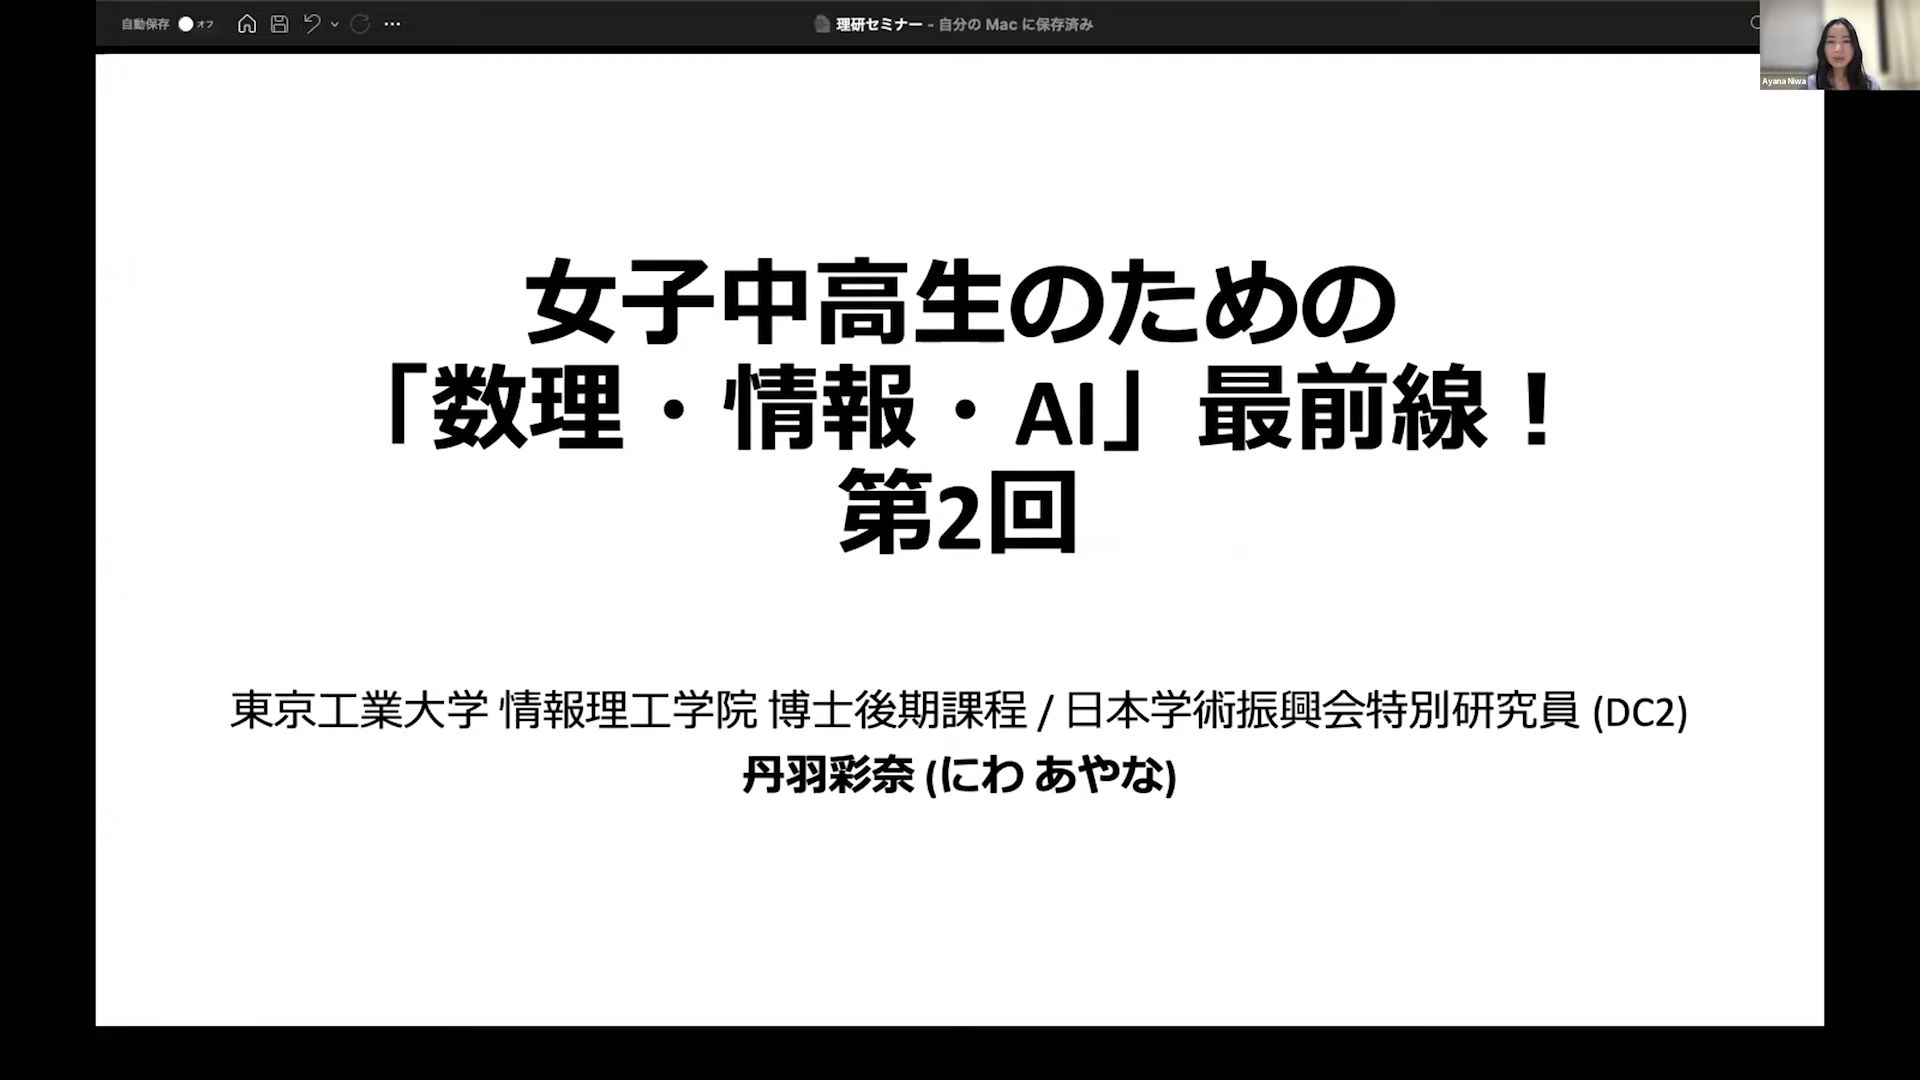 自動保存 オフ
理研セミナー - 自分の Mac に保存済み
Ayana Niwa
女子中高生のための
「数理・情報・AI」最前線！
第2回
東京工業大学 情報理工学院 博士後期課程 / 日本学術振興会特別研究員 (DC2)
丹羽彩奈 (にわ あやな)